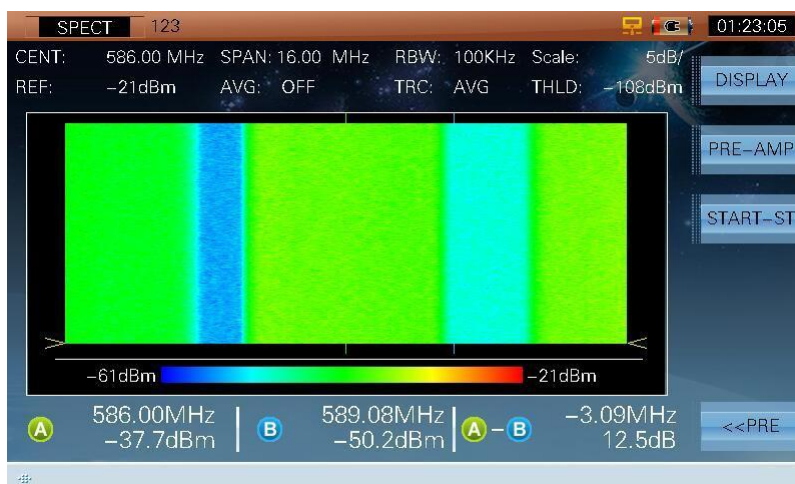 SPECT 123 01:23:05
CENT: 586.00 MHz SPAN: 16.00 MHz RBW: 100KHz Scale: 5dB/
REF: -21dBm AVG: OFF TRC: AVG THLD: -108dBm
DISPLAY
PRE-AMP
START-ST
-61dBm -21dBm
A 586.00MHz B 589.08MHz A-B -3.09MHz
-37.7dBm -50.2dBm 12.5dB
<<PRE